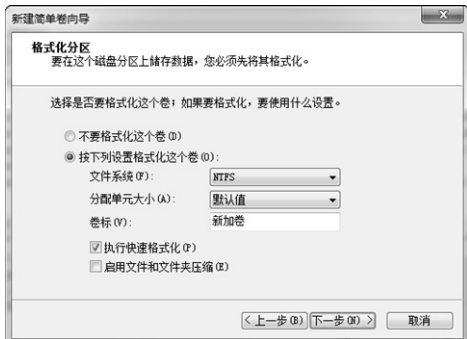 新建简单卷向导
格式化分区
要在这个磁盘分区上储存数据，您必须先将其格式化。
选择是否要格式化这个卷；如果要格式化，要使用什么设置。
不要格式化这个卷(D)
按下列设置格式化这个卷(O):
文件系统(F): NTFS
分配单元大小(A): 默认值
卷标(V): 新加卷
执行快速格式化(P)
启用文件和文件夹压缩(E)
<上一步(B) 下一步(N)> 取消